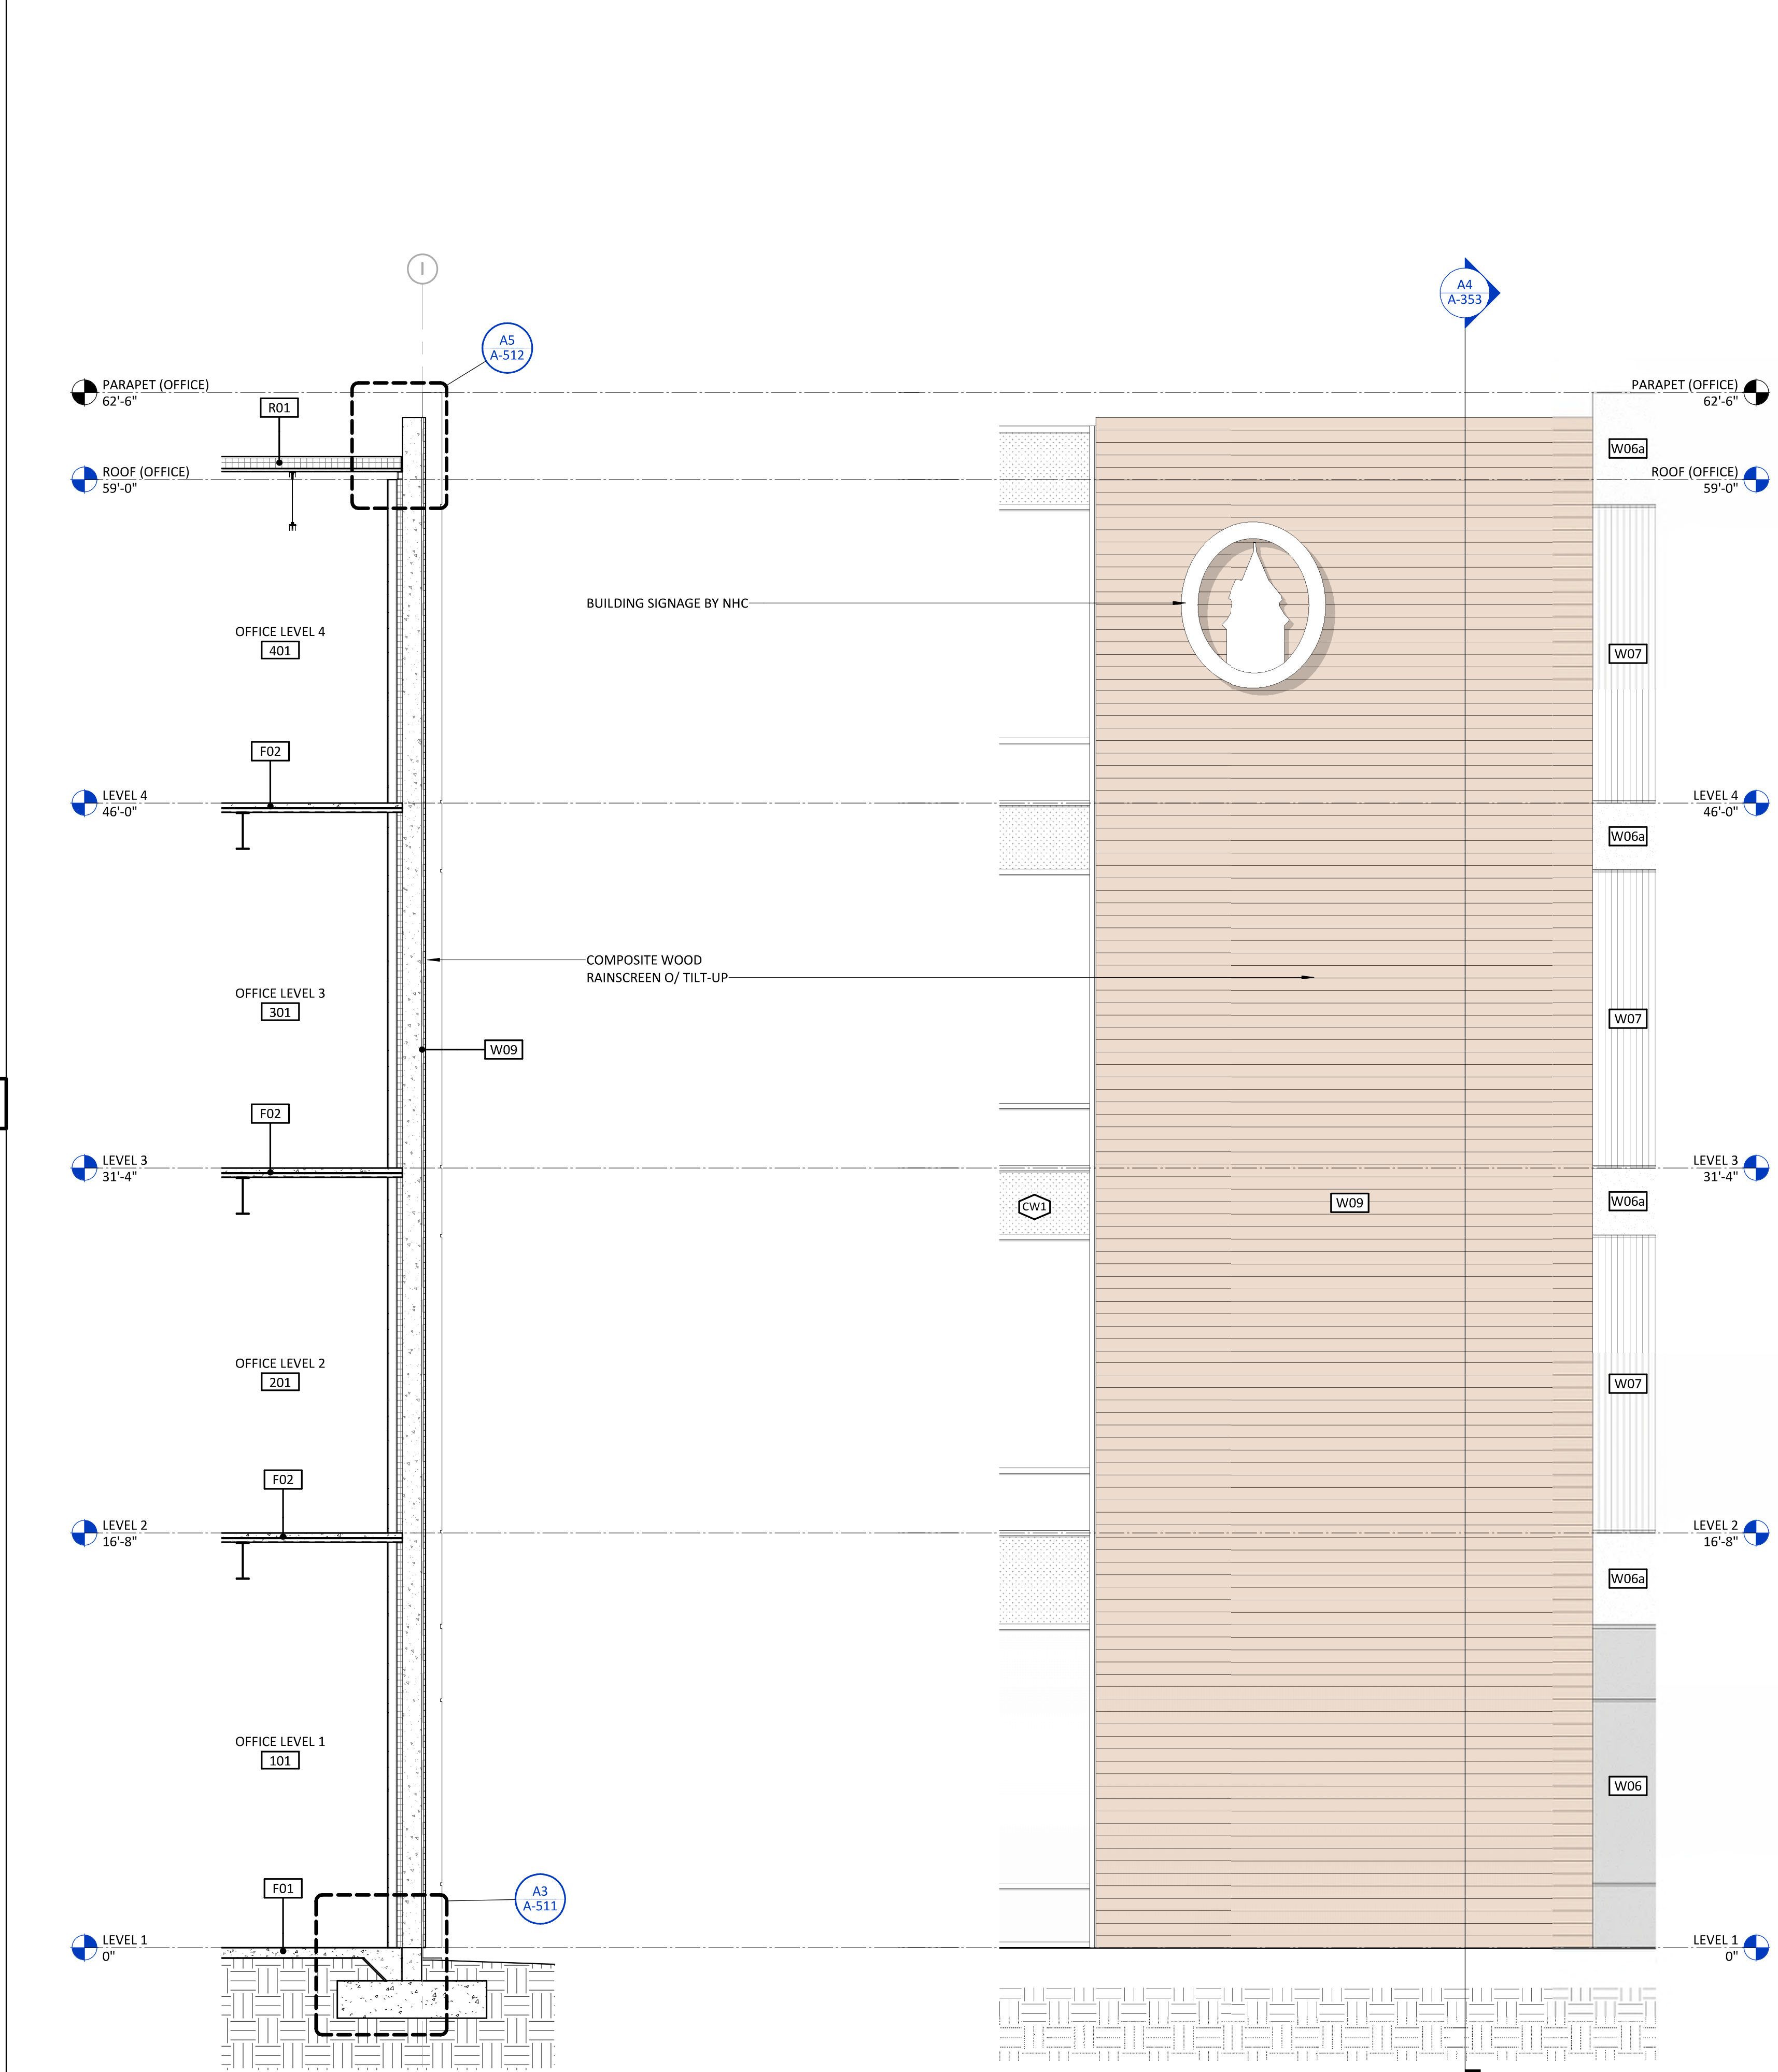 I
A4
A-353
A5
A-512
PARAPET (OFFICE)
62'-6"
R01
PARAPET (OFFICE)
62'-6"
W06a
ROOF (OFFICE)
59'-0"
ROOF (OFFICE)
59'-0"
BUILDING SIGNAGE BY NHC
OFFICE LEVEL 4
401
W07
F02
LEVEL 4
46'-0"
LEVEL 4
46'-0"
W06a
COMPOSITE WOOD
RAINSCREEN O/ TILT-UP
OFFICE LEVEL 3
301
W07
W09
F02
LEVEL 3
31'-4"
LEVEL 3
31'-4"
CW1
W09
W06a
OFFICE LEVEL 2
201
W07
F02
LEVEL 2
16'-8"
LEVEL 2
16'-8"
W06a
OFFICE LEVEL 1
101
W06
F01
A3
A-511
LEVEL 1
0"
LEVEL 1
0"